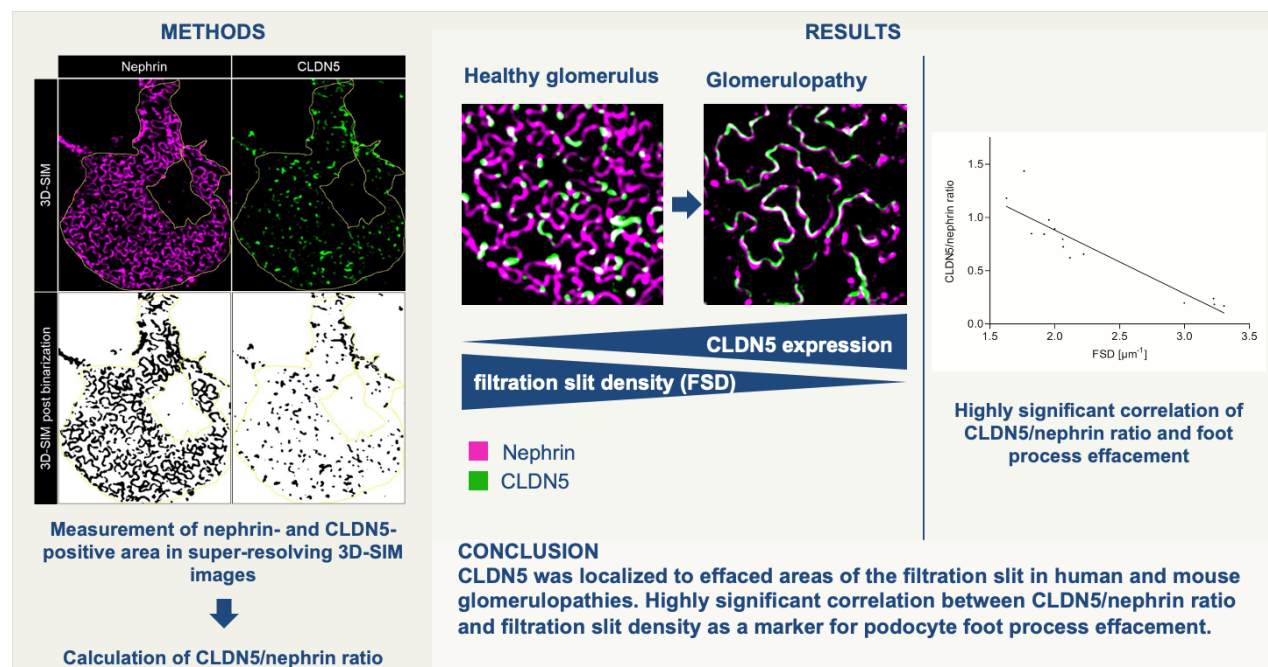 METHODS
Nephrin
CLDN5
3D-SIM
3D-SIM post binarization
Measurement of nephrin- and CLDN5-
positive area in super-resolving 3D-SIM
images
Calculation of CLDN5/nephrin ratio
RESULTS
Healthy glomerulus
Glomerulopathy
CLDN5 expression
filtration slit density (FSD)
Nephrin
CLDN5
CLDN5/nephrin ratio
1.5
1.0
0.5
0.0
1.5 2.0 2.5 3.0 3.5
FSD [µm⁻¹]
Highly significant correlation of
CLDN5/nephrin ratio and foot
process effacement
CONCLUSION
CLDN5 was localized to effaced areas of the filtration slit in human and mouse
glomerulopathies. Highly significant correlation between CLDN5/nephrin ratio
and filtration slit density as a marker for podocyte foot process effacement.